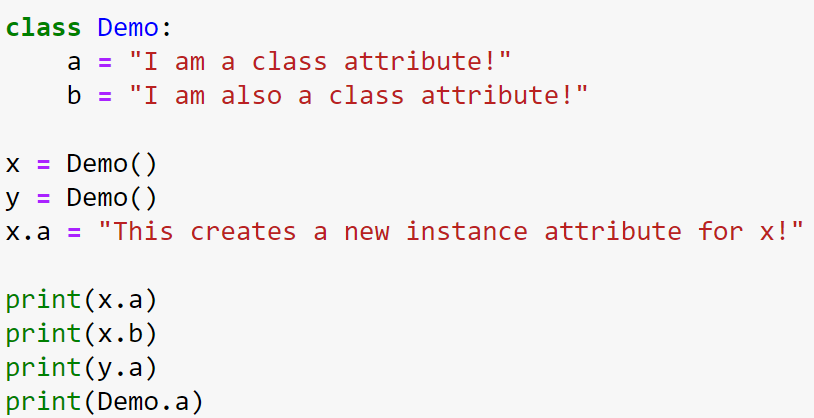 class Demo:
    a = "I am a class attribute!"
    b = "I am also a class attribute!"

x = Demo()
y = Demo()
x.a = "This creates a new instance attribute for x!"

print(x.a)
print(x.b)
print(y.a)
print(Demo.a)